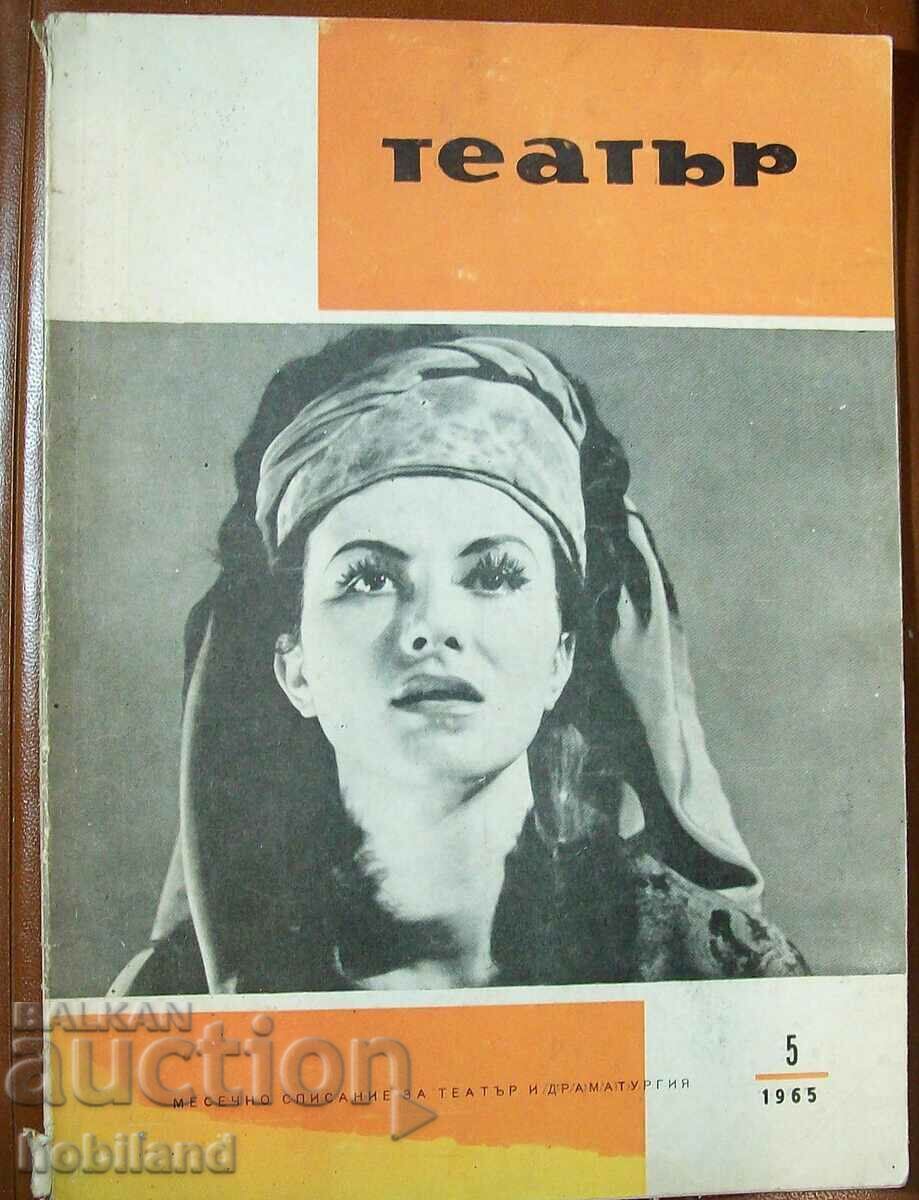 театър
BALKAN
auction
МЕСЕЧНО СПИСАНИЕ ЗА ТЕАТЪР И ДРАМАТУРГИЯ
5
1965
hobiland